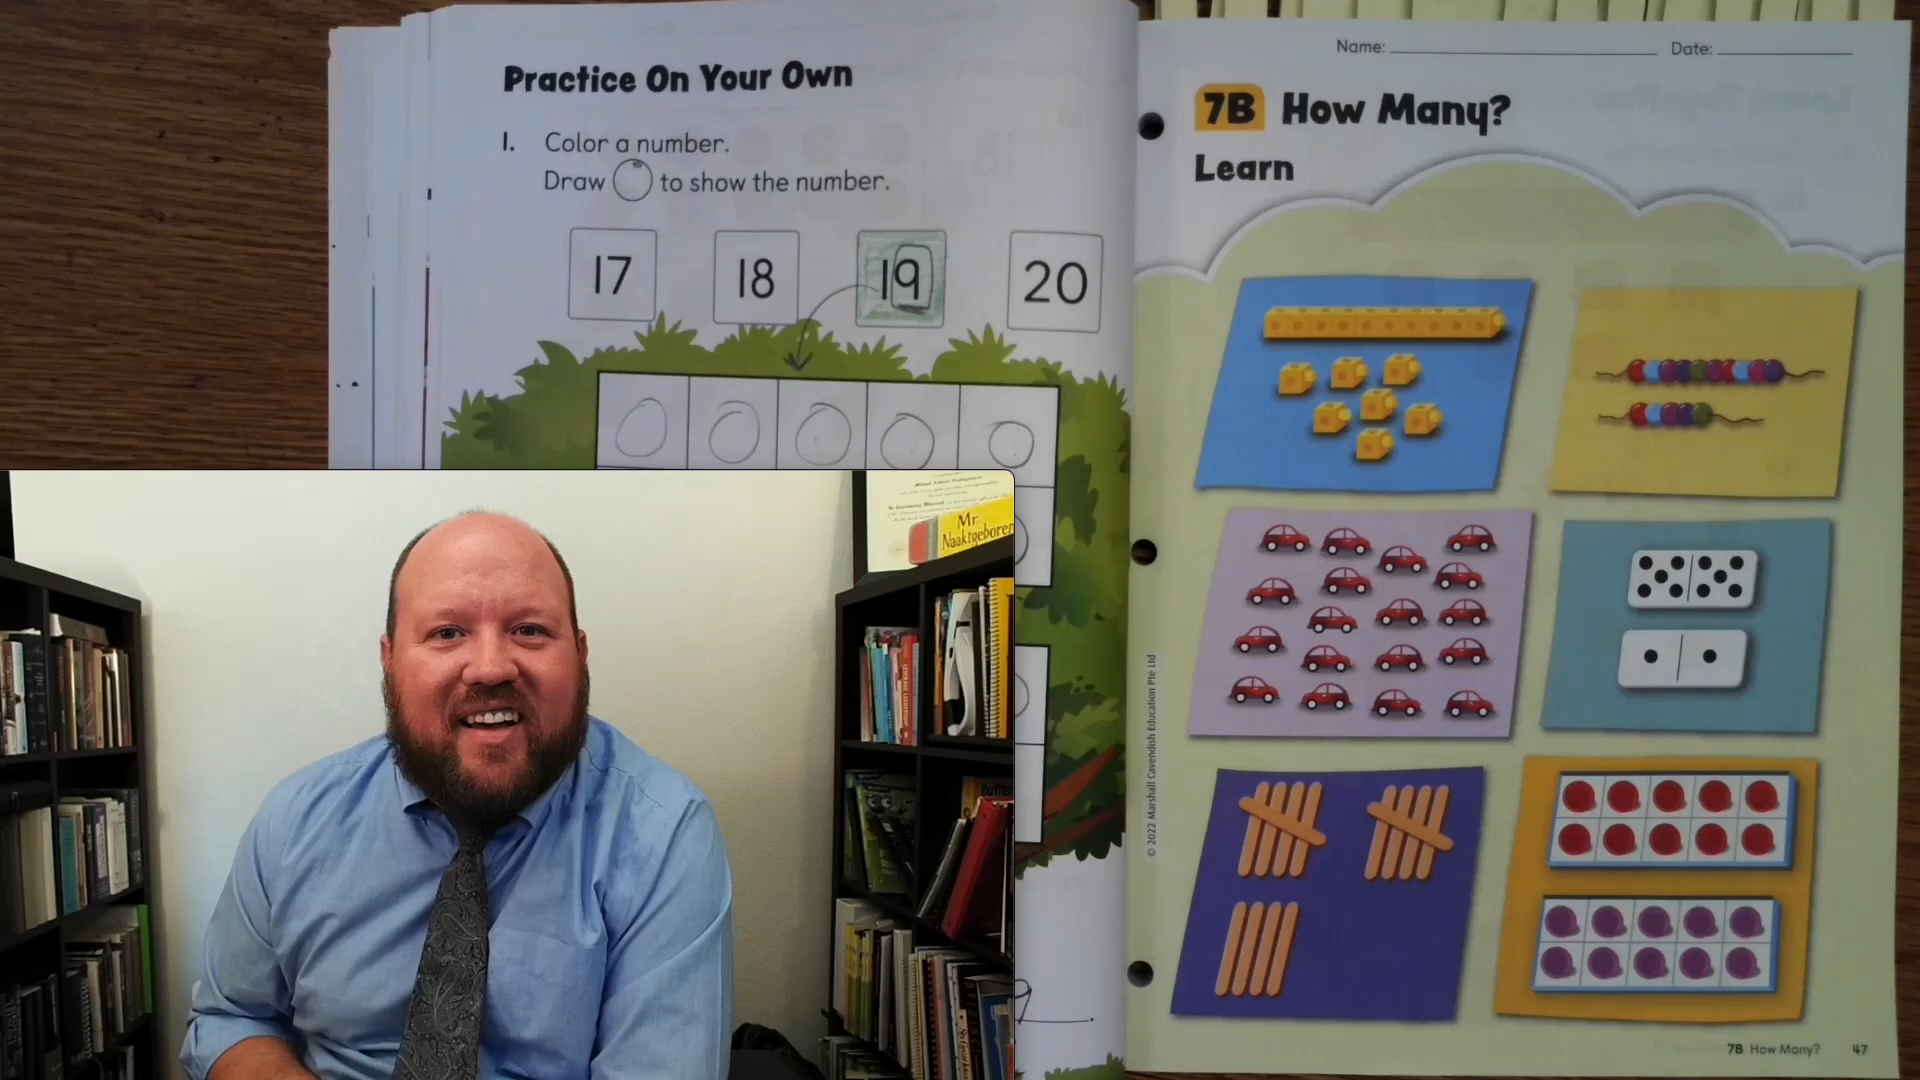 Practice On Your Own
1. Color a number.
Draw to show the number.
17 18 19 20
Name: Date:
7B How Many?
Learn
© 2022 Marshall Cavendish Education Pte Ltd
7B How Many? 47
Mr.
Naaktgeboren